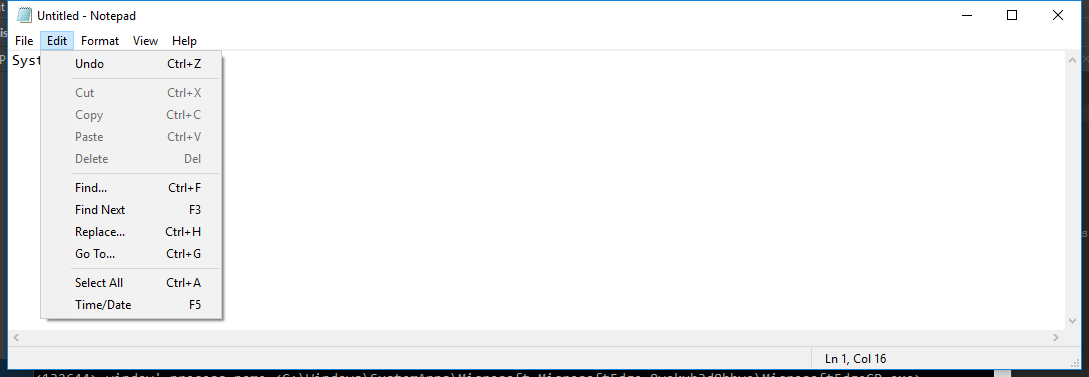 Untitled - Notepad
File Edit Format View Help
Syst
Undo Ctrl+Z
Cut Ctrl+X
Copy Ctrl+C
Paste Ctrl+V
Delete Del
Find... Ctrl+F
Find Next F3
Replace... Ctrl+H
Go To... Ctrl+G
Select All Ctrl+A
Time/Date F5
Ln 1, Col 16